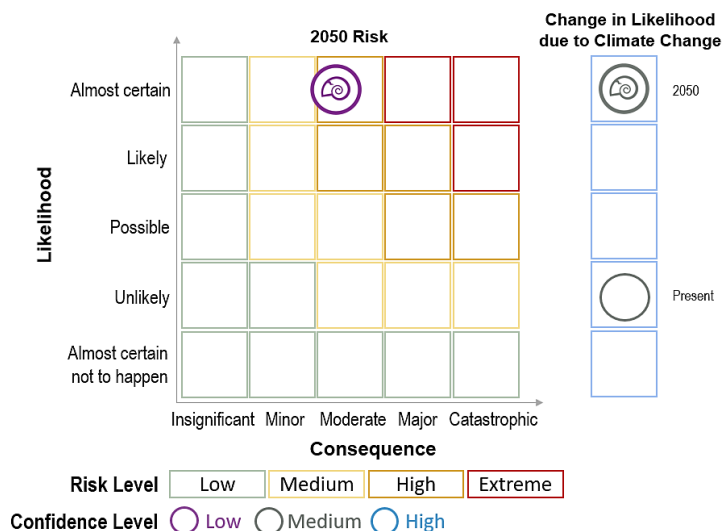 2050 Risk
Change in Likelihood
due to Climate Change
Likelihood
Almost certain
Likely
Possible
Unlikely
Almost certain
not to happen
2050
Present
Insignificant Minor Moderate Major Catastrophic
Consequence
Risk Level Low Medium High Extreme
Confidence Level Low Medium High